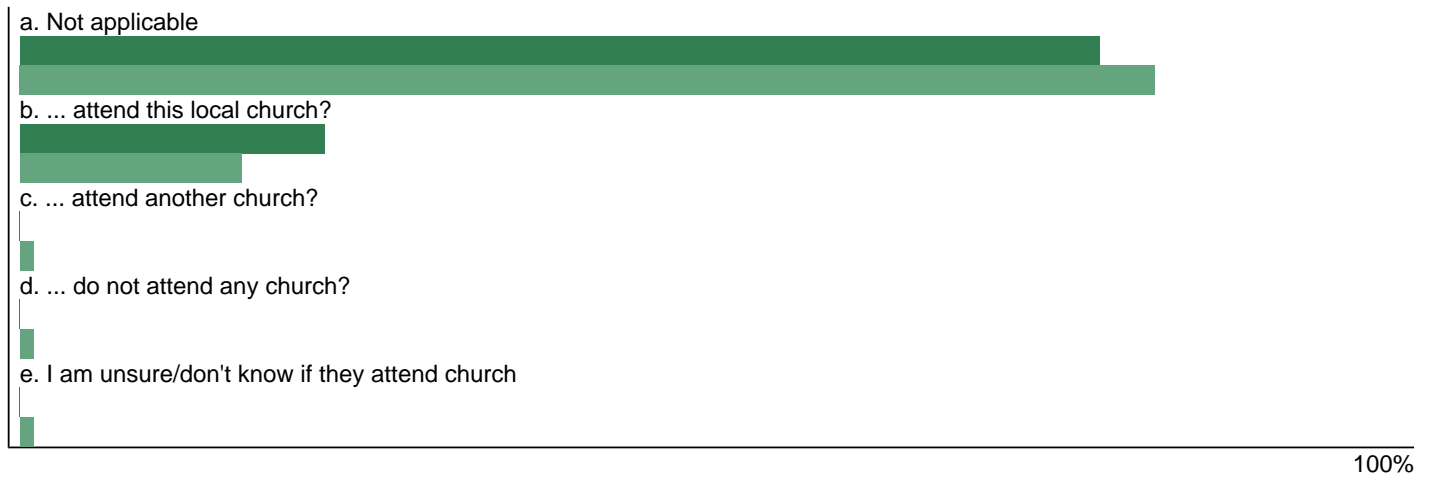 a. Not applicable
b. ... attend this local church?
c. ... attend another church?
d. ... do not attend any church?
e. I am unsure/don't know if they attend church
100%